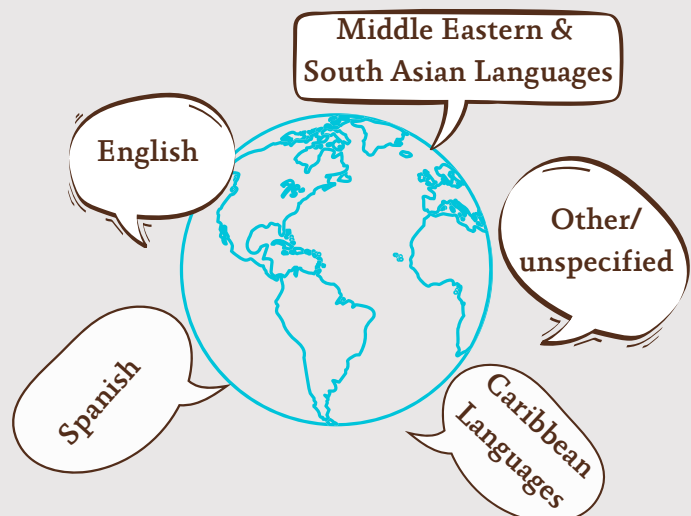 Middle Eastern &
South Asian Languages
English
Other/
unspecified
Spanish
Caribbean
Languages